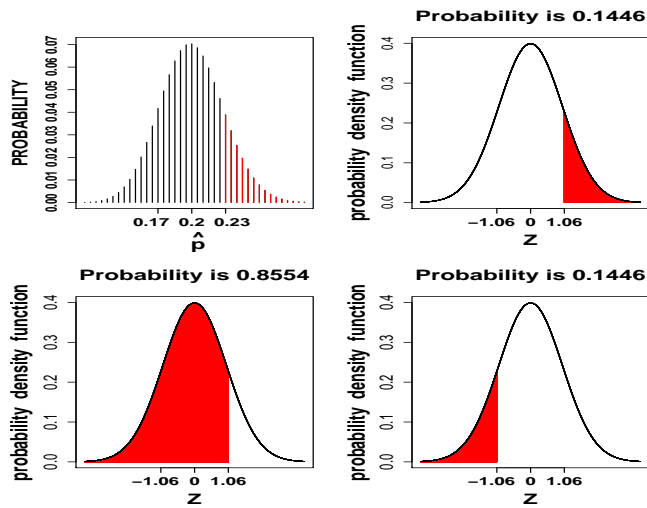 PROBABILITY
0.00 0.01 0.02 0.03 0.04 0.05 0.06 0.07
0.17 0.2 0.23
p̂
Probability is 0.1446
probability density function
0.0 0.1 0.2 0.3 0.4
−1.06 0 1.06
Z
Probability is 0.8554
probability density function
0.0 0.1 0.2 0.3 0.4
−1.06 0 1.06
Z
Probability is 0.1446
probability density function
0.0 0.1 0.2 0.3 0.4
−1.06 0 1.06
Z